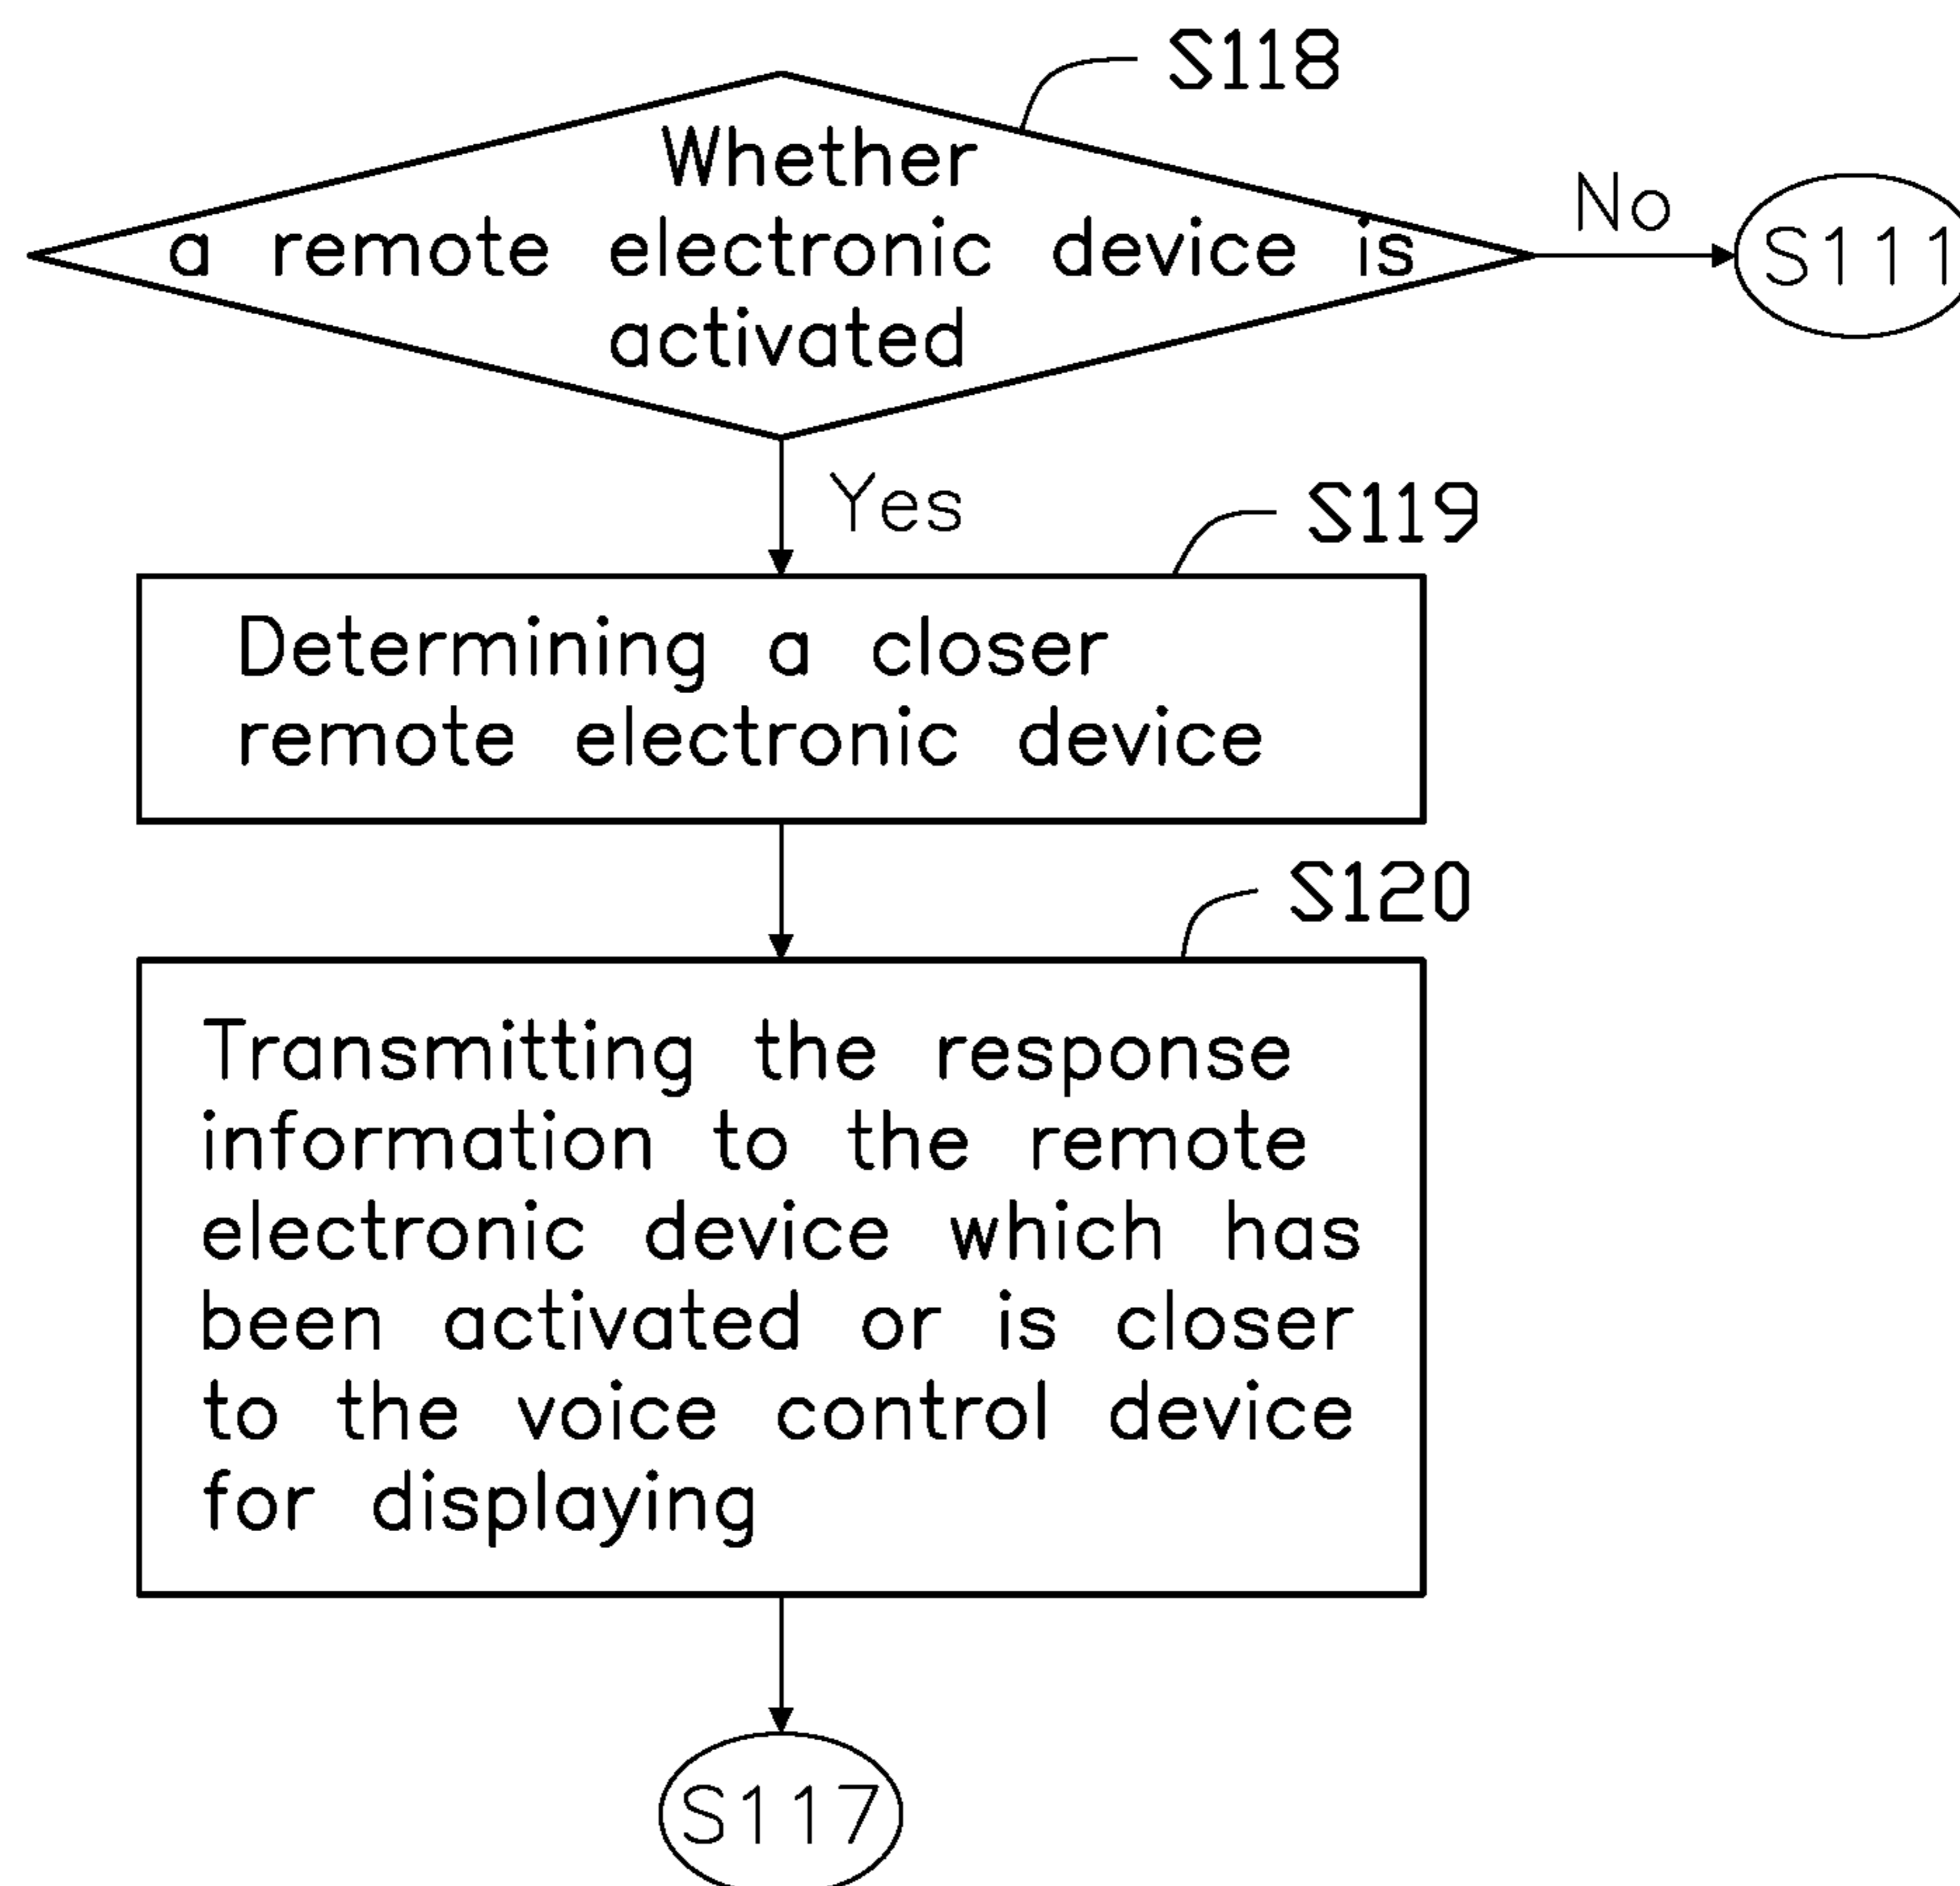 S118
Whether
a remote electronic device is
activated
No
S111
Yes
S119
Determining a closer
remote electronic device
S120
Transmitting the response
information to the remote
electronic device which has
been activated or is closer
to the voice control device
for displaying
S117